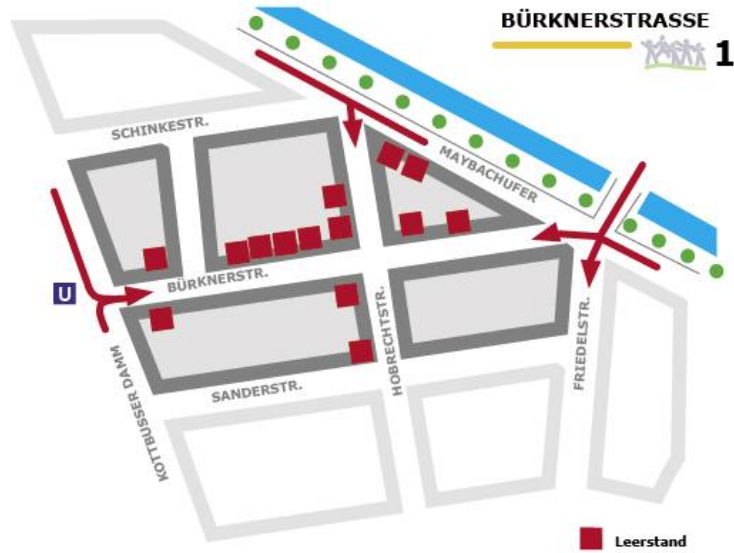 BÜRKNERSTRASSE
1
SCHINKESTR.
MAYBACHUFER
BÜRKNERSTR.
U
HOBRECHTSTR.
FRIEDELSTR.
KOTTBUSSER DAMM
SANDERSTR.
Leerstand